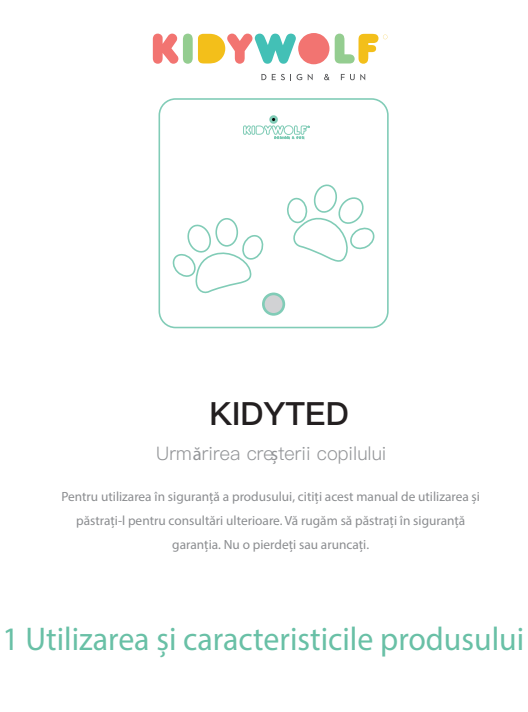 KIDYWOLF
DESIGN & FUN
KIDYWOLF
DESIGN & FUN
KIDYTED
Urmărirea creșterii copilului
Pentru utilizarea în siguranță a produsului, citiți acest manual de utilizarea și
păstrați-l pentru consultări ulterioare. Vă rugăm să păstrați în siguranță
garanția. Nu o pierdeți sau aruncați.
1 Utilizarea și caracteristicile produsului